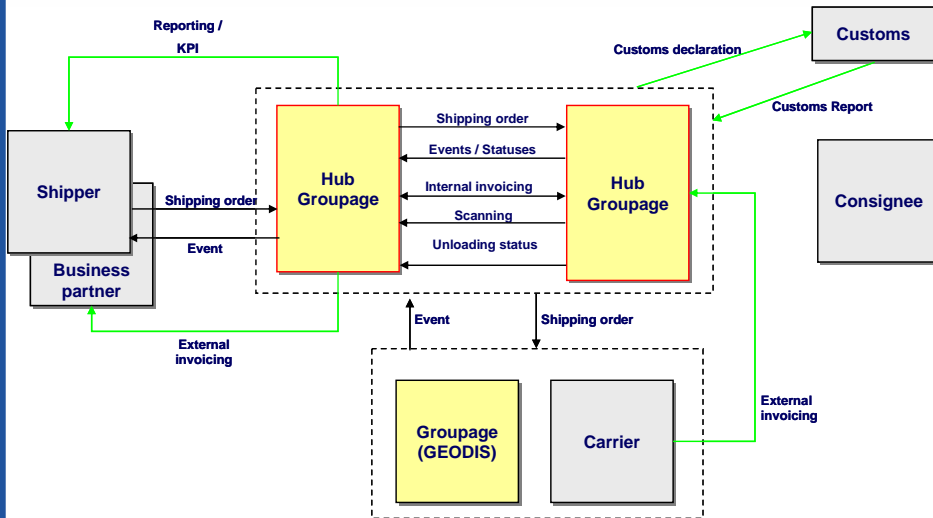 Reporting /
KPI
Customs declaration
Customs
Customs Report
Shipping order
Events / Statuses
Hub
Groupage
Internal invoicing
Hub
Groupage
Scanning
Unloading status
Shipper
Shipping order
Event
Consignee
Business
partner
External
invoicing
Event
Shipping order
Groupage
(GEODIS)
Carrier
External
invoicing